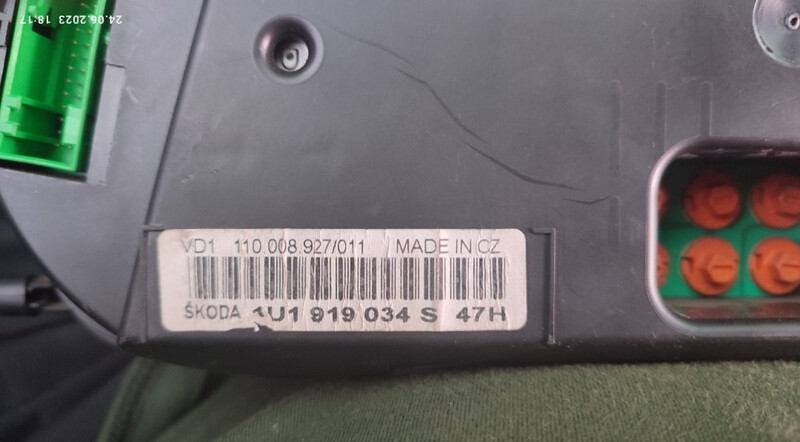 24.06.2023 18:17
VD1 110.008.927/011 MADE IN CZ
ŠKODA 1U1 919 034 S 47H